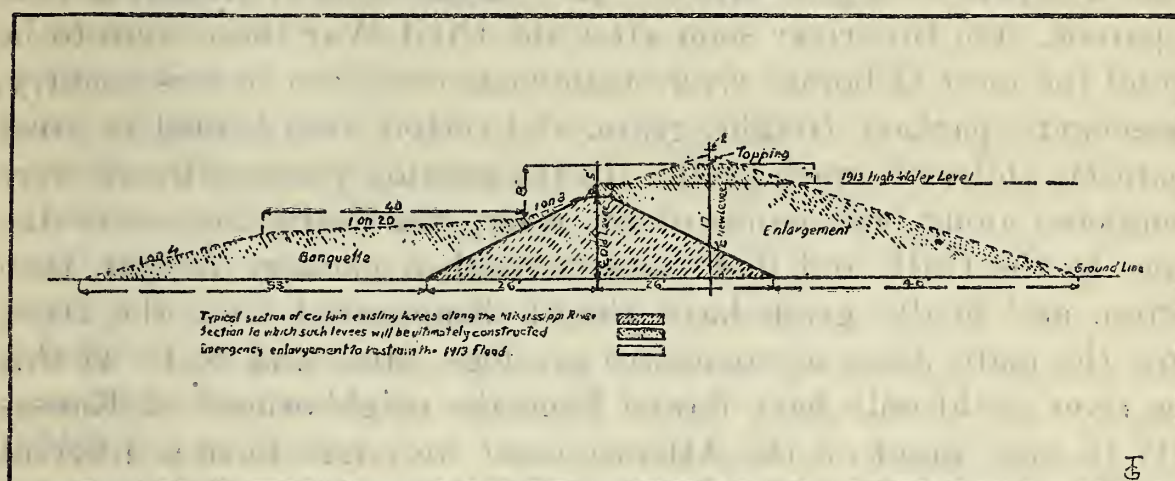 Topping
1913 High Water Level
8'
5'
40
1 on 20
1 on 3
1 on 4
Banquette
℄ Old Levee
℄ New Levee
Enlargement
Ground Line
53'
26'
26'
40'
Typical section of certain existing levees along the Mississippi River
Section to which such levees will be ultimately constructed
Emergency enlargement to restrain the 1913 Flood